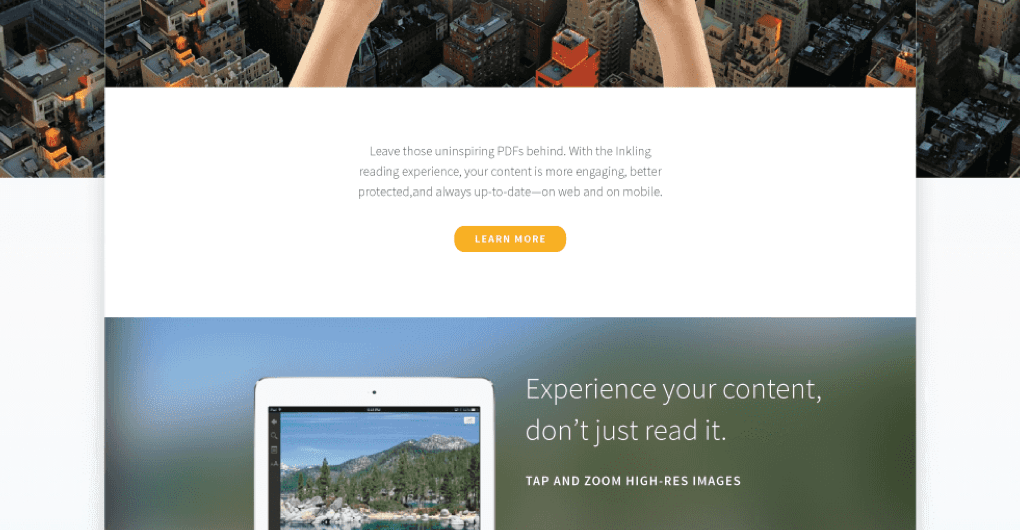 Leave those uninspiring PDFs behind. With the Inkling
reading experience, your content is more engaging, better
protected,and always up-to-date—on web and on mobile.
LEARN MORE
Experience your content,
don’t just read it.
TAP AND ZOOM HIGH-RES IMAGES